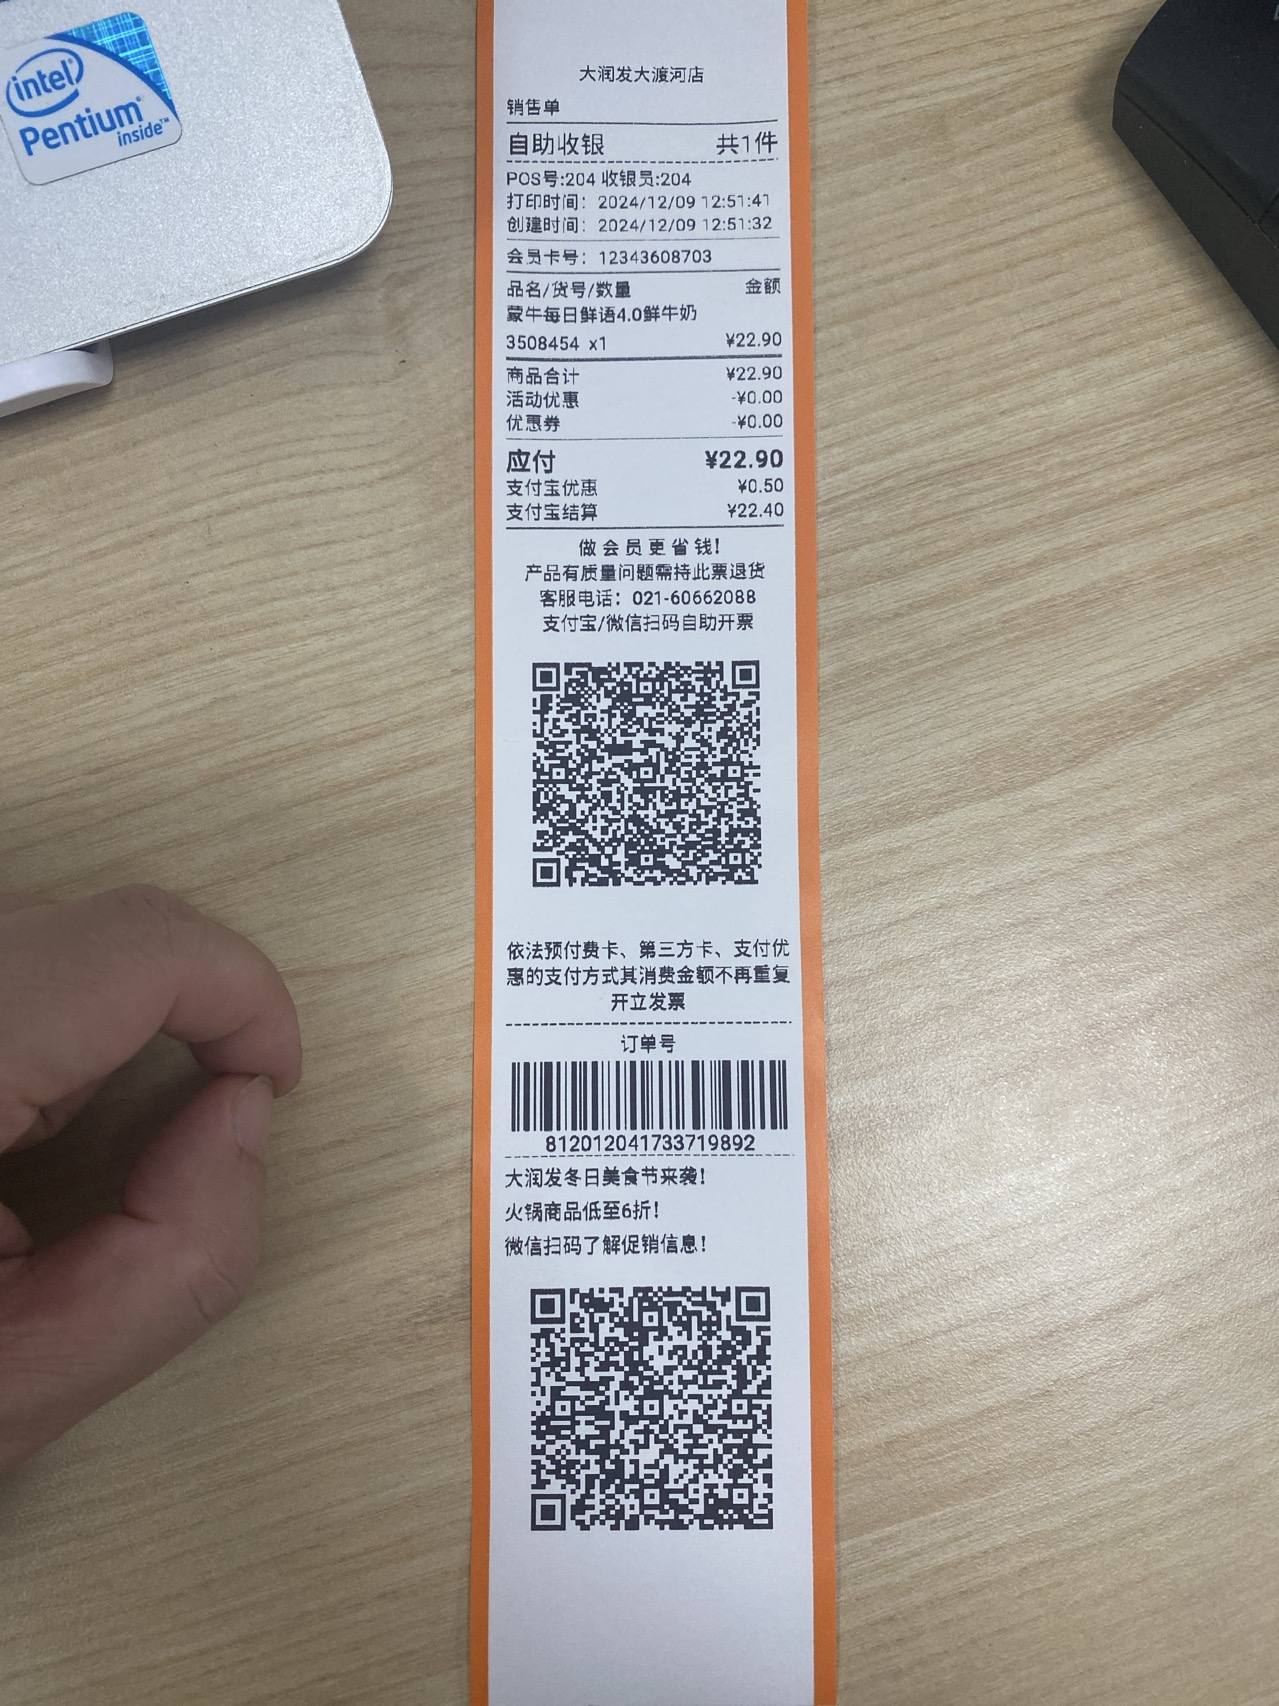 intel
Pentium
inside™
大润发大渡河店
销售单
自助收银 共1件
POS号:204 收银员:204
打印时间：2024/12/09 12:51:41
创建时间：2024/12/09 12:51:32
会员卡号：12343608703
品名/货号/数量 金额
蒙牛每日鲜语4.0鲜牛奶
3508454 x1 ¥22.90
商品合计 ¥22.90
活动优惠 -¥0.00
优惠券 -¥0.00
应付 ¥22.90
支付宝优惠 ¥0.50
支付宝结算 ¥22.40
做会员更省钱！
产品有质量问题需持此票退货
客服电话：021-60662088
支付宝/微信扫码自助开票
依法预付费卡、第三方卡、支付优
惠的支付方式其消费金额不再重复
开立发票
订单号
812012041733719892
大润发冬日美食节来袭！
火锅商品低至6折！
微信扫码了解促销信息！